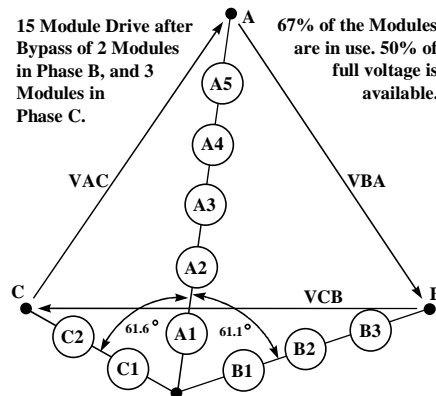 A
15 Module Drive after
Bypass of 2 Modules
in Phase B, and 3
Modules in
Phase C.
67% of the Modules
are in use. 50% of
full voltage is
available.
A5
A4
VAC
VBA
A3
A2
C
VCB
B
61.6°
A1
61.1°
C2
B3
B2
C1
B1